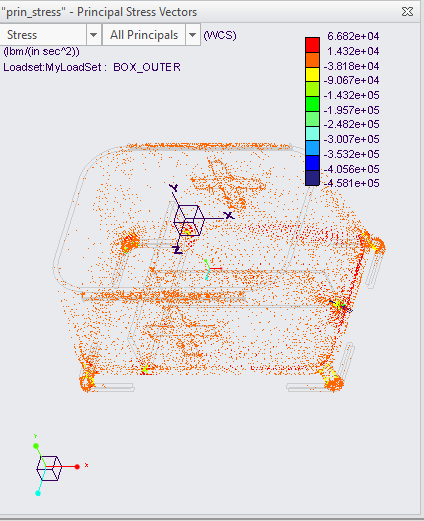 "prin_stress" - Principal Stress Vectors
Stress All Principals (WCS)
(lbm/(in sec^2))
Loadset:MyLoadSet : BOX_OUTER
6.682e+04
1.432e+04
-3.818e+04
-9.067e+04
-1.432e+05
-1.957e+05
-2.482e+05
-3.007e+05
-3.532e+05
-4.056e+05
-4.581e+05
Y
X
Z
Y
X